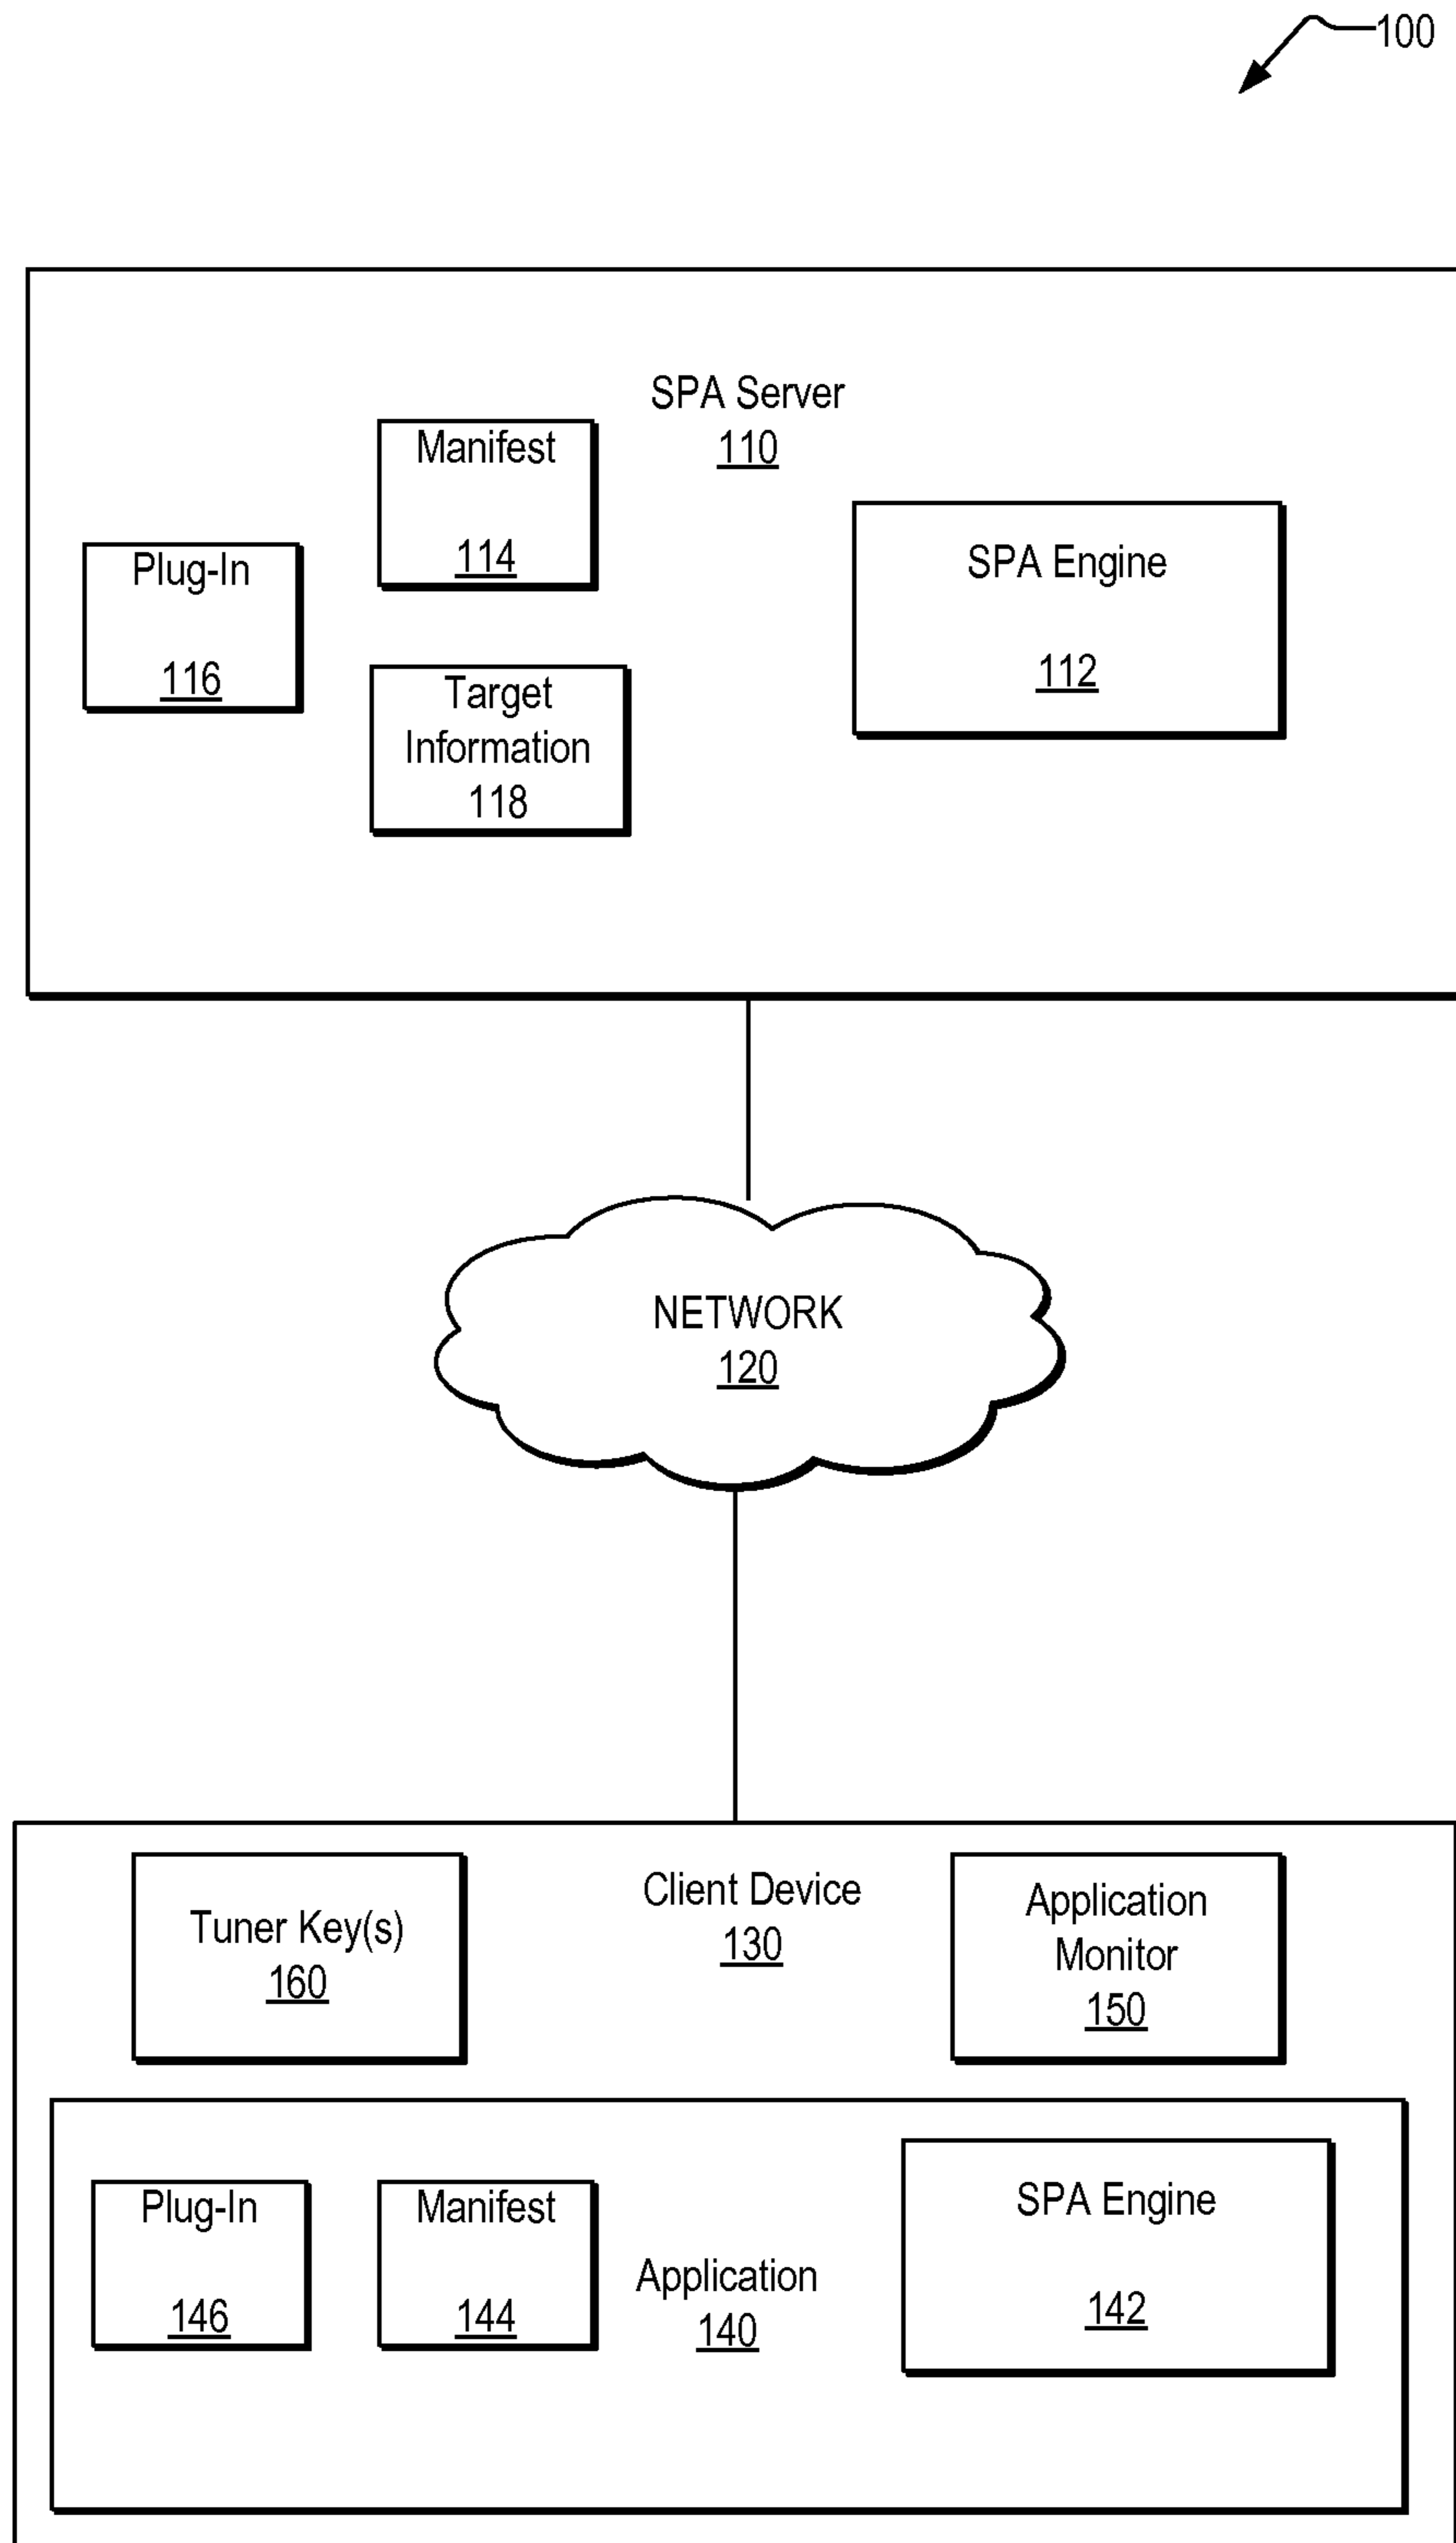 100
SPA Server
110
Manifest
114
Plug-In
116
SPA Engine
112
Target
Information
118
NETWORK
120
Tuner Key(s)
160
Client Device
130
Application
Monitor
150
Plug-In
146
Manifest
144
Application
140
SPA Engine
142